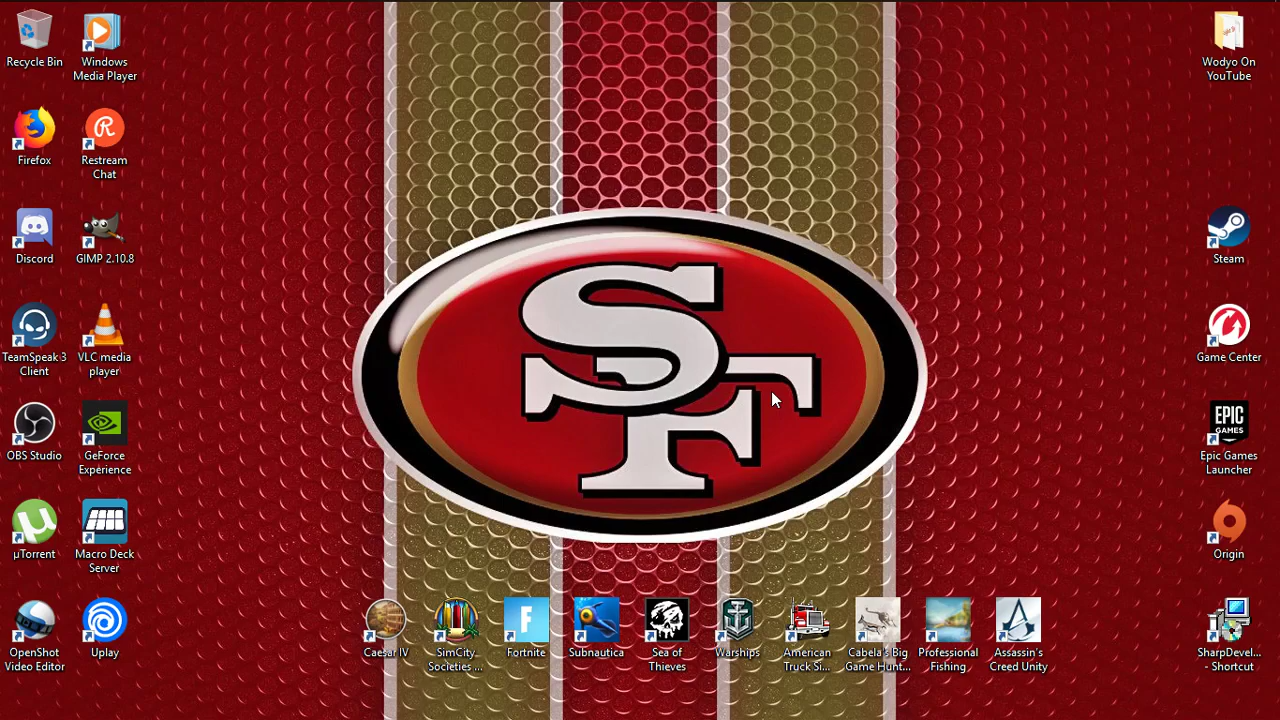 Recycle Bin
Windows
Media Player
Firefox
Restream
Chat
Discord
GIMP 2.10.8
TeamSpeak 3
Client
VLC media
player
OBS Studio
GeForce
Experience
µTorrent
Macro Deck
Server
OpenShot
Video Editor
Uplay
SF
Caesar IV
SimCity
Societies ...
F
Fortnite
Subnautica
Sea of
Thieves
Warships
American
Truck Si...
Cabela's Big
Game Hunt...
Professional
Fishing
Assassin's
Creed Unity
Wodyo On
YouTube
Steam
Game Center
EPIC
GAMES
Epic Games
Launcher
Origin
SharpDevel...
- Shortcut